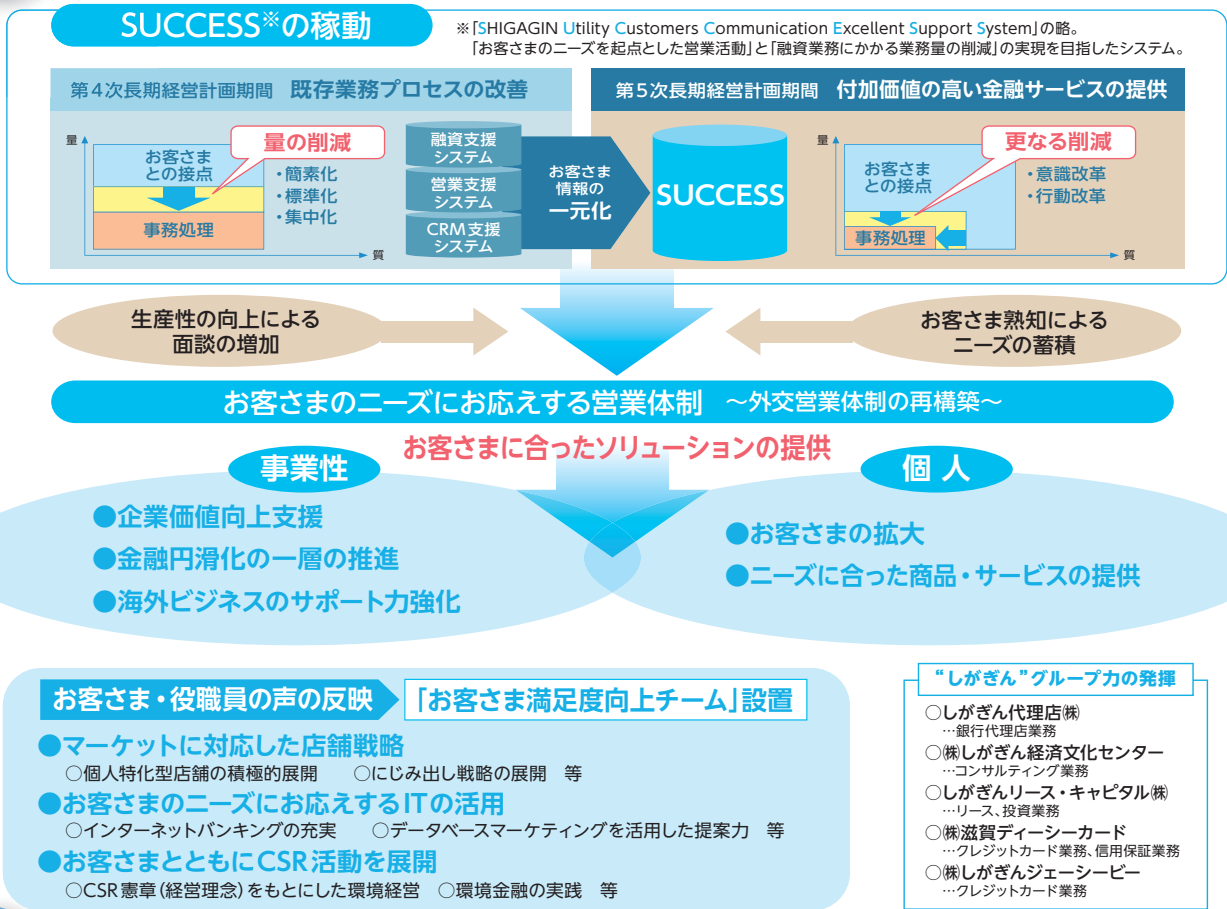 SUCCESS※の稼動
※「SHIGAGIN Utility Customers Communication Excellent Support System」の略。
「お客さまのニーズを起点とした営業活動」と「融資業務にかかる業務量の削減」の実現を目指したシステム。
第4次長期経営計画期間 既存業務プロセスの改善
量
お客さま
との接点
事務処理
質
量の削減
・簡素化
・標準化
・集中化
融資支援
システム
営業支援
システム
CRM支援
システム
お客さま
情報の
一元化
第5次長期経営計画期間 付加価値の高い金融サービスの提供
SUCCESS
量
お客さま
との接点
事務処理
質
更なる削減
・意識改革
・行動改革
生産性の向上による
面談の増加
お客さま熟知による
ニーズの蓄積
お客さまのニーズにお応えする営業体制 ～外交営業体制の再構築～
お客さまに合ったソリューションの提供
事業性
●企業価値向上支援
●金融円滑化の一層の推進
●海外ビジネスのサポート力強化
個人
●お客さまの拡大
●ニーズに合った商品・サービスの提供
お客さま・役職員の声の反映
「お客さま満足度向上チーム」設置
●マーケットに対応した店舗戦略
○個人特化型店舗の積極的展開 ○にじみ出し戦略の展開 等
●お客さまのニーズにお応えするITの活用
○インターネットバンキングの充実 ○データベースマーケティングを活用した提案力 等
●お客さまとともにCSR活動を展開
○CSR憲章(経営理念)をもとにした環境経営 ○環境金融の実践 等
“しがぎん”グループ力の発揮
○しがぎん代理店㈱
…銀行代理店業務
○㈱しがぎん経済文化センター
…コンサルティング業務
○しがぎんリース・キャピタル㈱
…リース、投資業務
○㈱滋賀ディーシーカード
…クレジットカード業務、信用保証業務
○㈱しがぎんジェーシービー
…クレジットカード業務